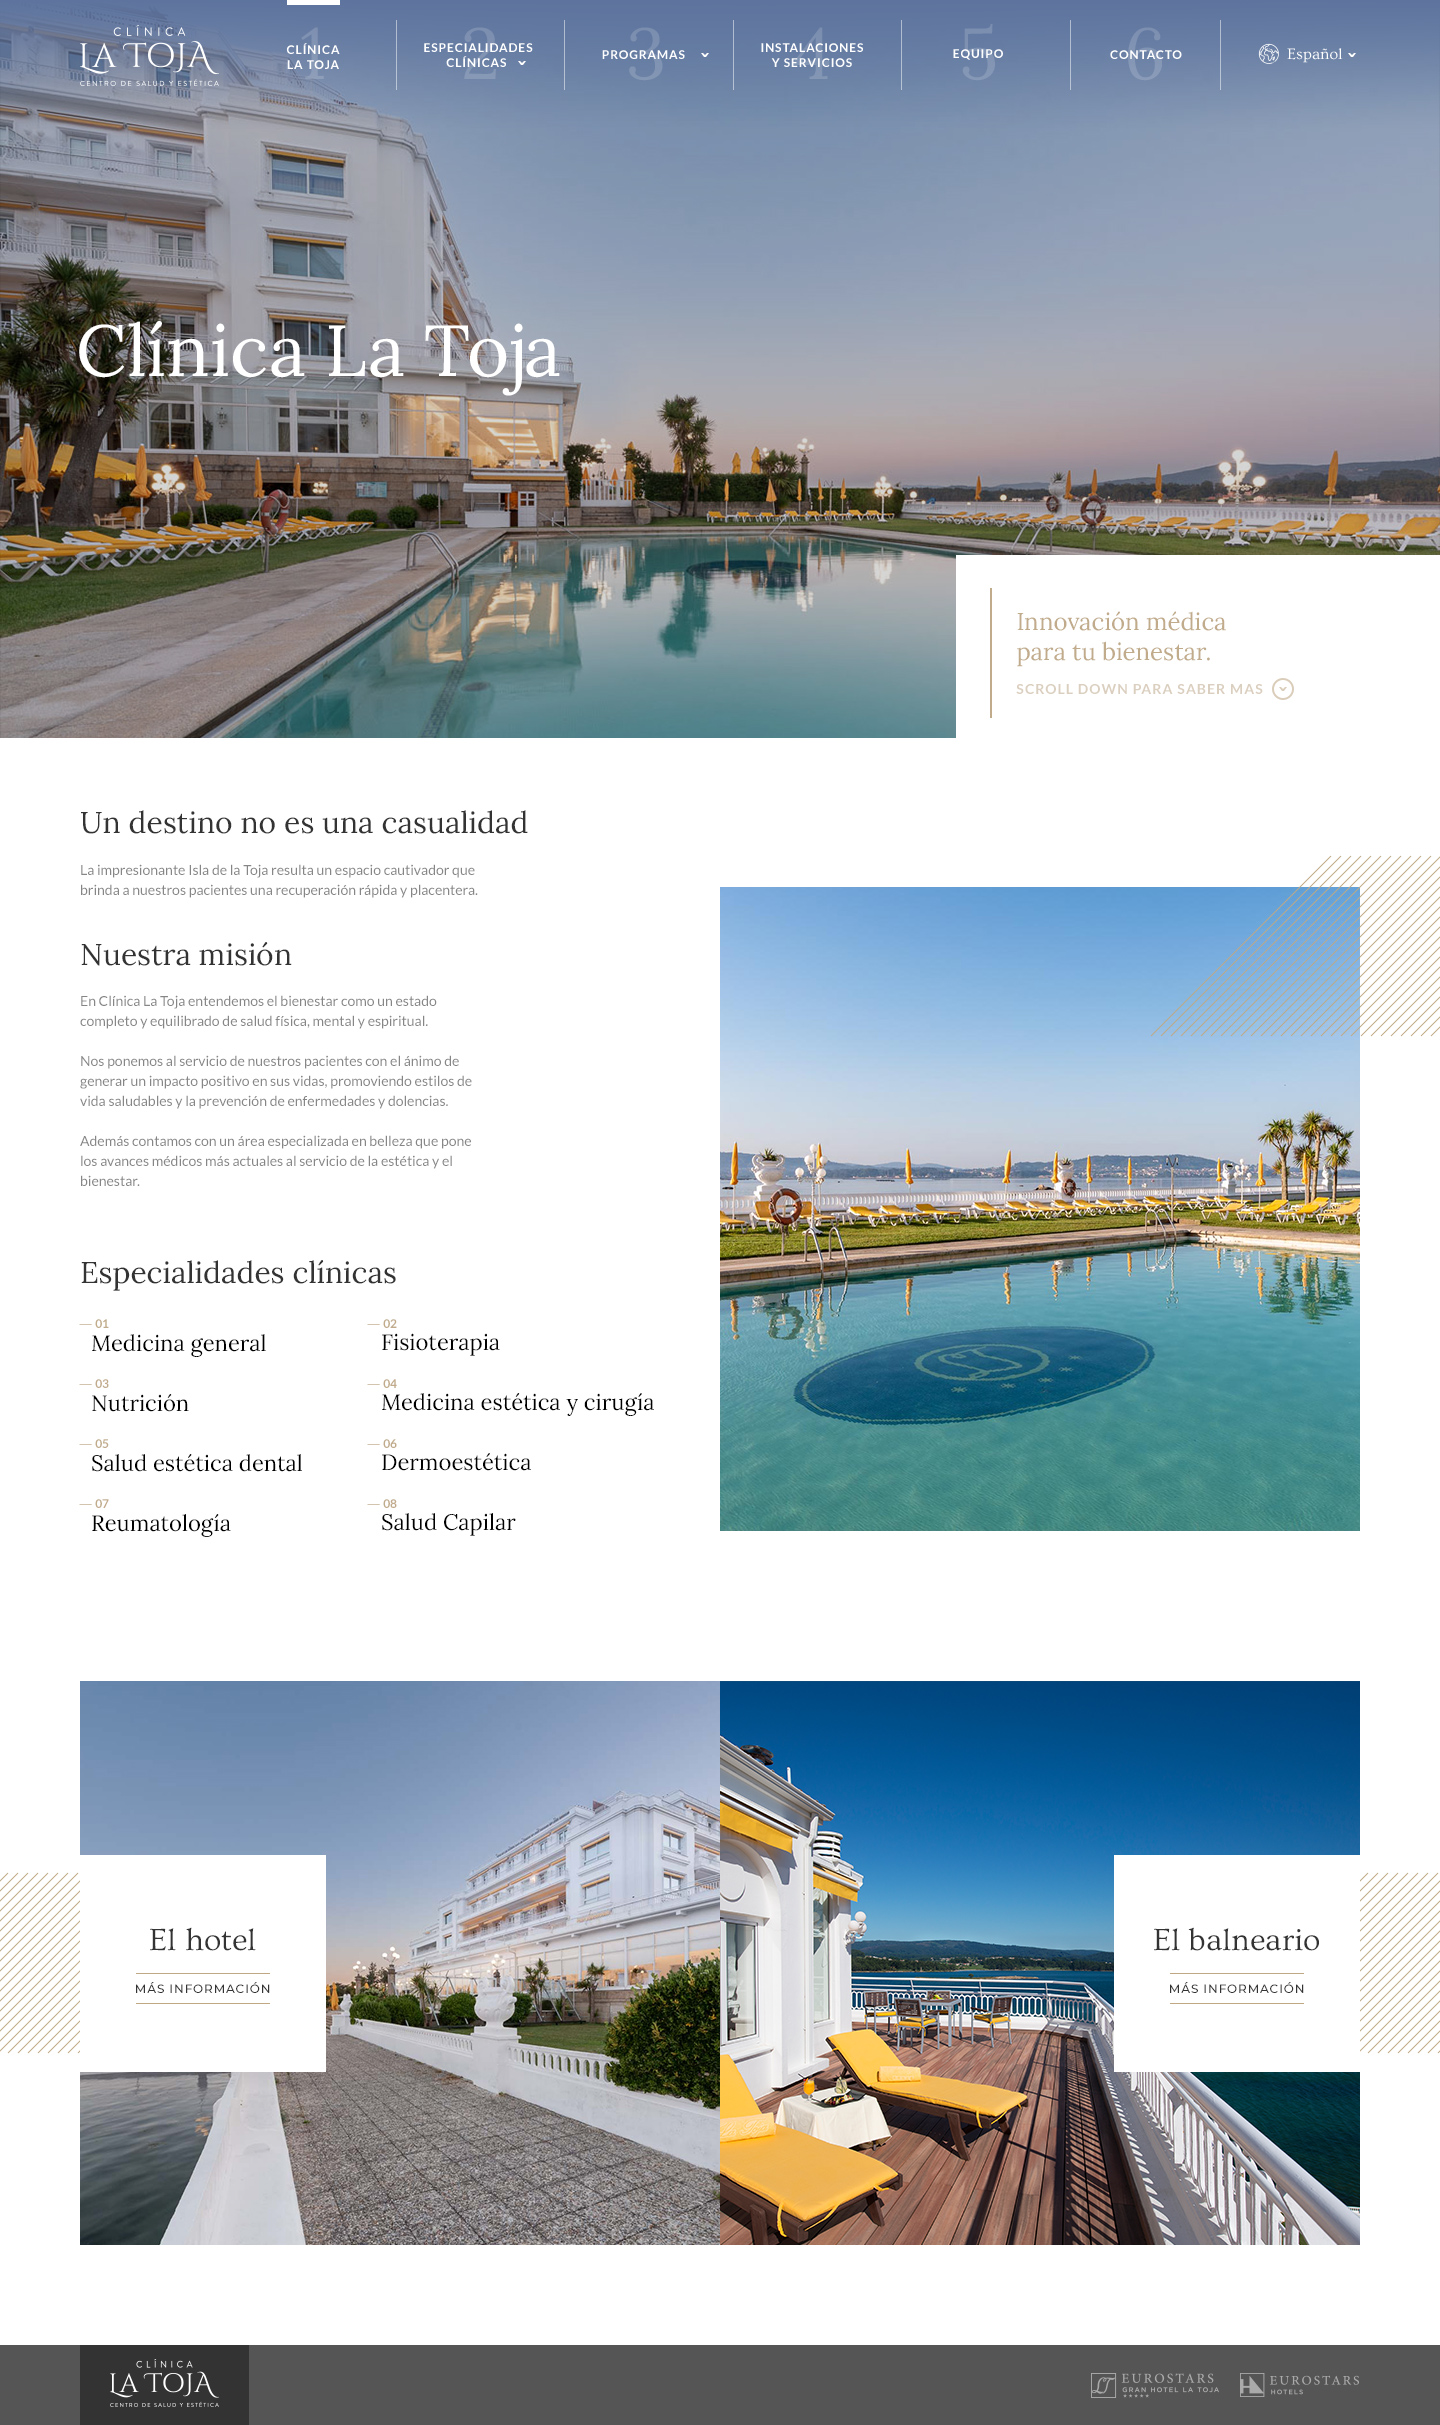 CLÍNICA
LA TOJA
CENTRO DE SALUD Y ESTÉTICA
1
CLÍNICA
LA TOJA
2
ESPECIALIDADES
CLÍNICAS
3
PROGRAMAS
4
INSTALACIONES
Y SERVICIOS
5
EQUIPO
6
CONTACTO
Español
Clínica La Toja
Innovación médica
para tu bienestar.
SCROLL DOWN PARA SABER MAS
Un destino no es una casualidad
La impresionante Isla de la Toja resulta un espacio cautivador que
brinda a nuestros pacientes una recuperación rápida y placentera.
Nuestra misión
En Clínica La Toja entendemos el bienestar como un estado
completo y equilibrado de salud física, mental y espiritual.
Nos ponemos al servicio de nuestros pacientes con el ánimo de
generar un impacto positivo en sus vidas, promoviendo estilos de
vida saludables y la prevención de enfermedades y dolencias.
Además contamos con un área especializada en belleza que pone
los avances médicos más actuales al servicio de la estética y el
bienestar.
Especialidades clínicas
— 01
Medicina general
— 02
Fisioterapia
— 03
Nutrición
— 04
Medicina estética y cirugía
— 05
Salud estética dental
— 06
Dermoestética
— 07
Reumatología
— 08
Salud Capilar
El hotel
MÁS INFORMACIÓN
El balneario
MÁS INFORMACIÓN
CLÍNICA
LA TOJA
CENTRO DE SALUD Y ESTÉTICA
EUROSTARS
GRAN HOTEL LA TOJA
EUROSTARS
HOTELS